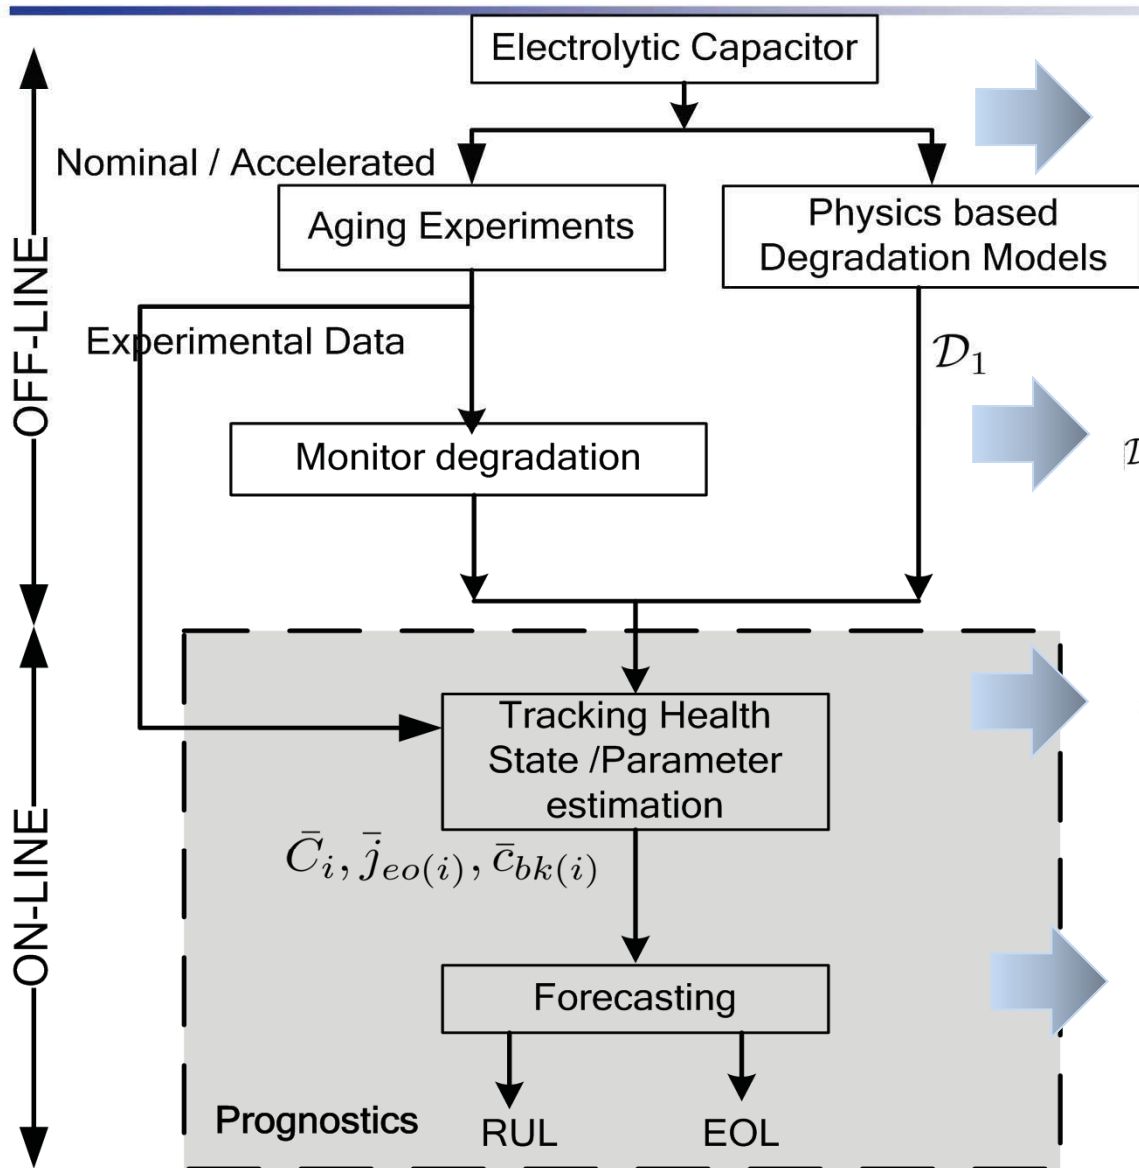 Electrolytic Capacitor
Nominal / Accelerated
Aging Experiments
Physics based
Degradation Models
OFF-LINE
Experimental Data
𝒟₁
Monitor degradation
𝒟
Tracking Health
State /Parameter
estimation
C̄ᵢ, j̄ₑₒ₍ᵢ₎, c̄_bk(i)
ON-LINE
Forecasting
Prognostics
RUL
EOL